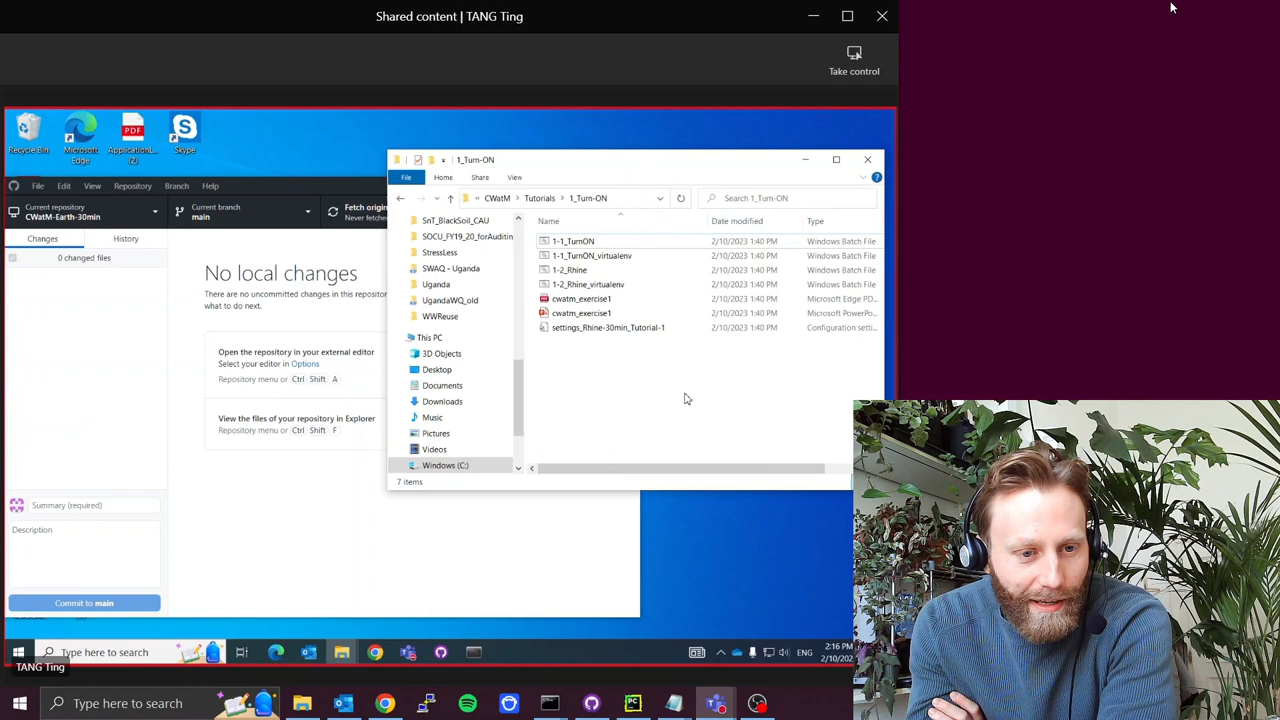 Shared content | TANG Ting
Take control
Recycle Bin
Microsoft Edge
PDF
ApplicationL... (2)
Skype
1_Turn-ON
File Home Share View
CWatM Tutorials 1_Turn-ON
Search 1_Turn-ON
File Edit View Repository Branch Help
Current repository
CWatM-Earth-30min
Current branch
main
Fetch origin
Never fetche
Changes History
0 changed files
No local changes
There are no uncommitted changes in this repositor
what to do next.
Open the repository in your external editor
Select your editor in Options
Repository menu or Ctrl Shift A
View the files of your repository in Explorer
Repository menu or Ctrl Shift F
Summary (required)
Description
Commit to main
SnT_BlackSoil_CAU
SOCU_FY19_20_forAuditin
StressLess
SWAQ - Uganda
Uganda
UgandaWQ_old
WWReuse
This PC
3D Objects
Desktop
Documents
Downloads
Music
Pictures
Videos
Windows (C:)
Name Date modified Type
1-1_TurnON 2/10/2023 1:40 PM Windows Batch File
1-1_TurnON_virtualenv 2/10/2023 1:40 PM Windows Batch File
1-2_Rhine 2/10/2023 1:40 PM Windows Batch File
1-2_Rhine_virtualenv 2/10/2023 1:40 PM Windows Batch File
cwatm_exercise1 2/10/2023 1:40 PM Microsoft Edge PD...
cwatm_exercise1 2/10/2023 1:40 PM Microsoft PowerPo...
settings_Rhine-30min_Tutorial-1 2/10/2023 1:40 PM Configuration setti...
7 items
Type here to search
ENG
2:16 PM
2/10/202
TANG Ting
Type here to search